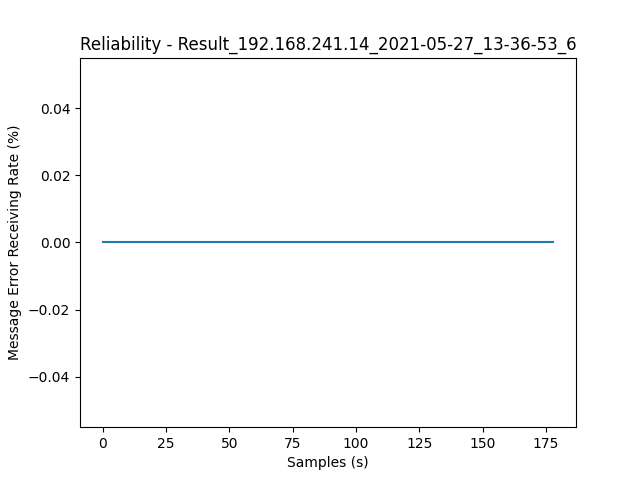 Reliability - Result_192.168.241.14_2021-05-27_13-36-53_6
Message Error Receiving Rate (%)
0.04
0.02
0.00
−0.02
−0.04
0 25 50 75 100 125 150 175
Samples (s)